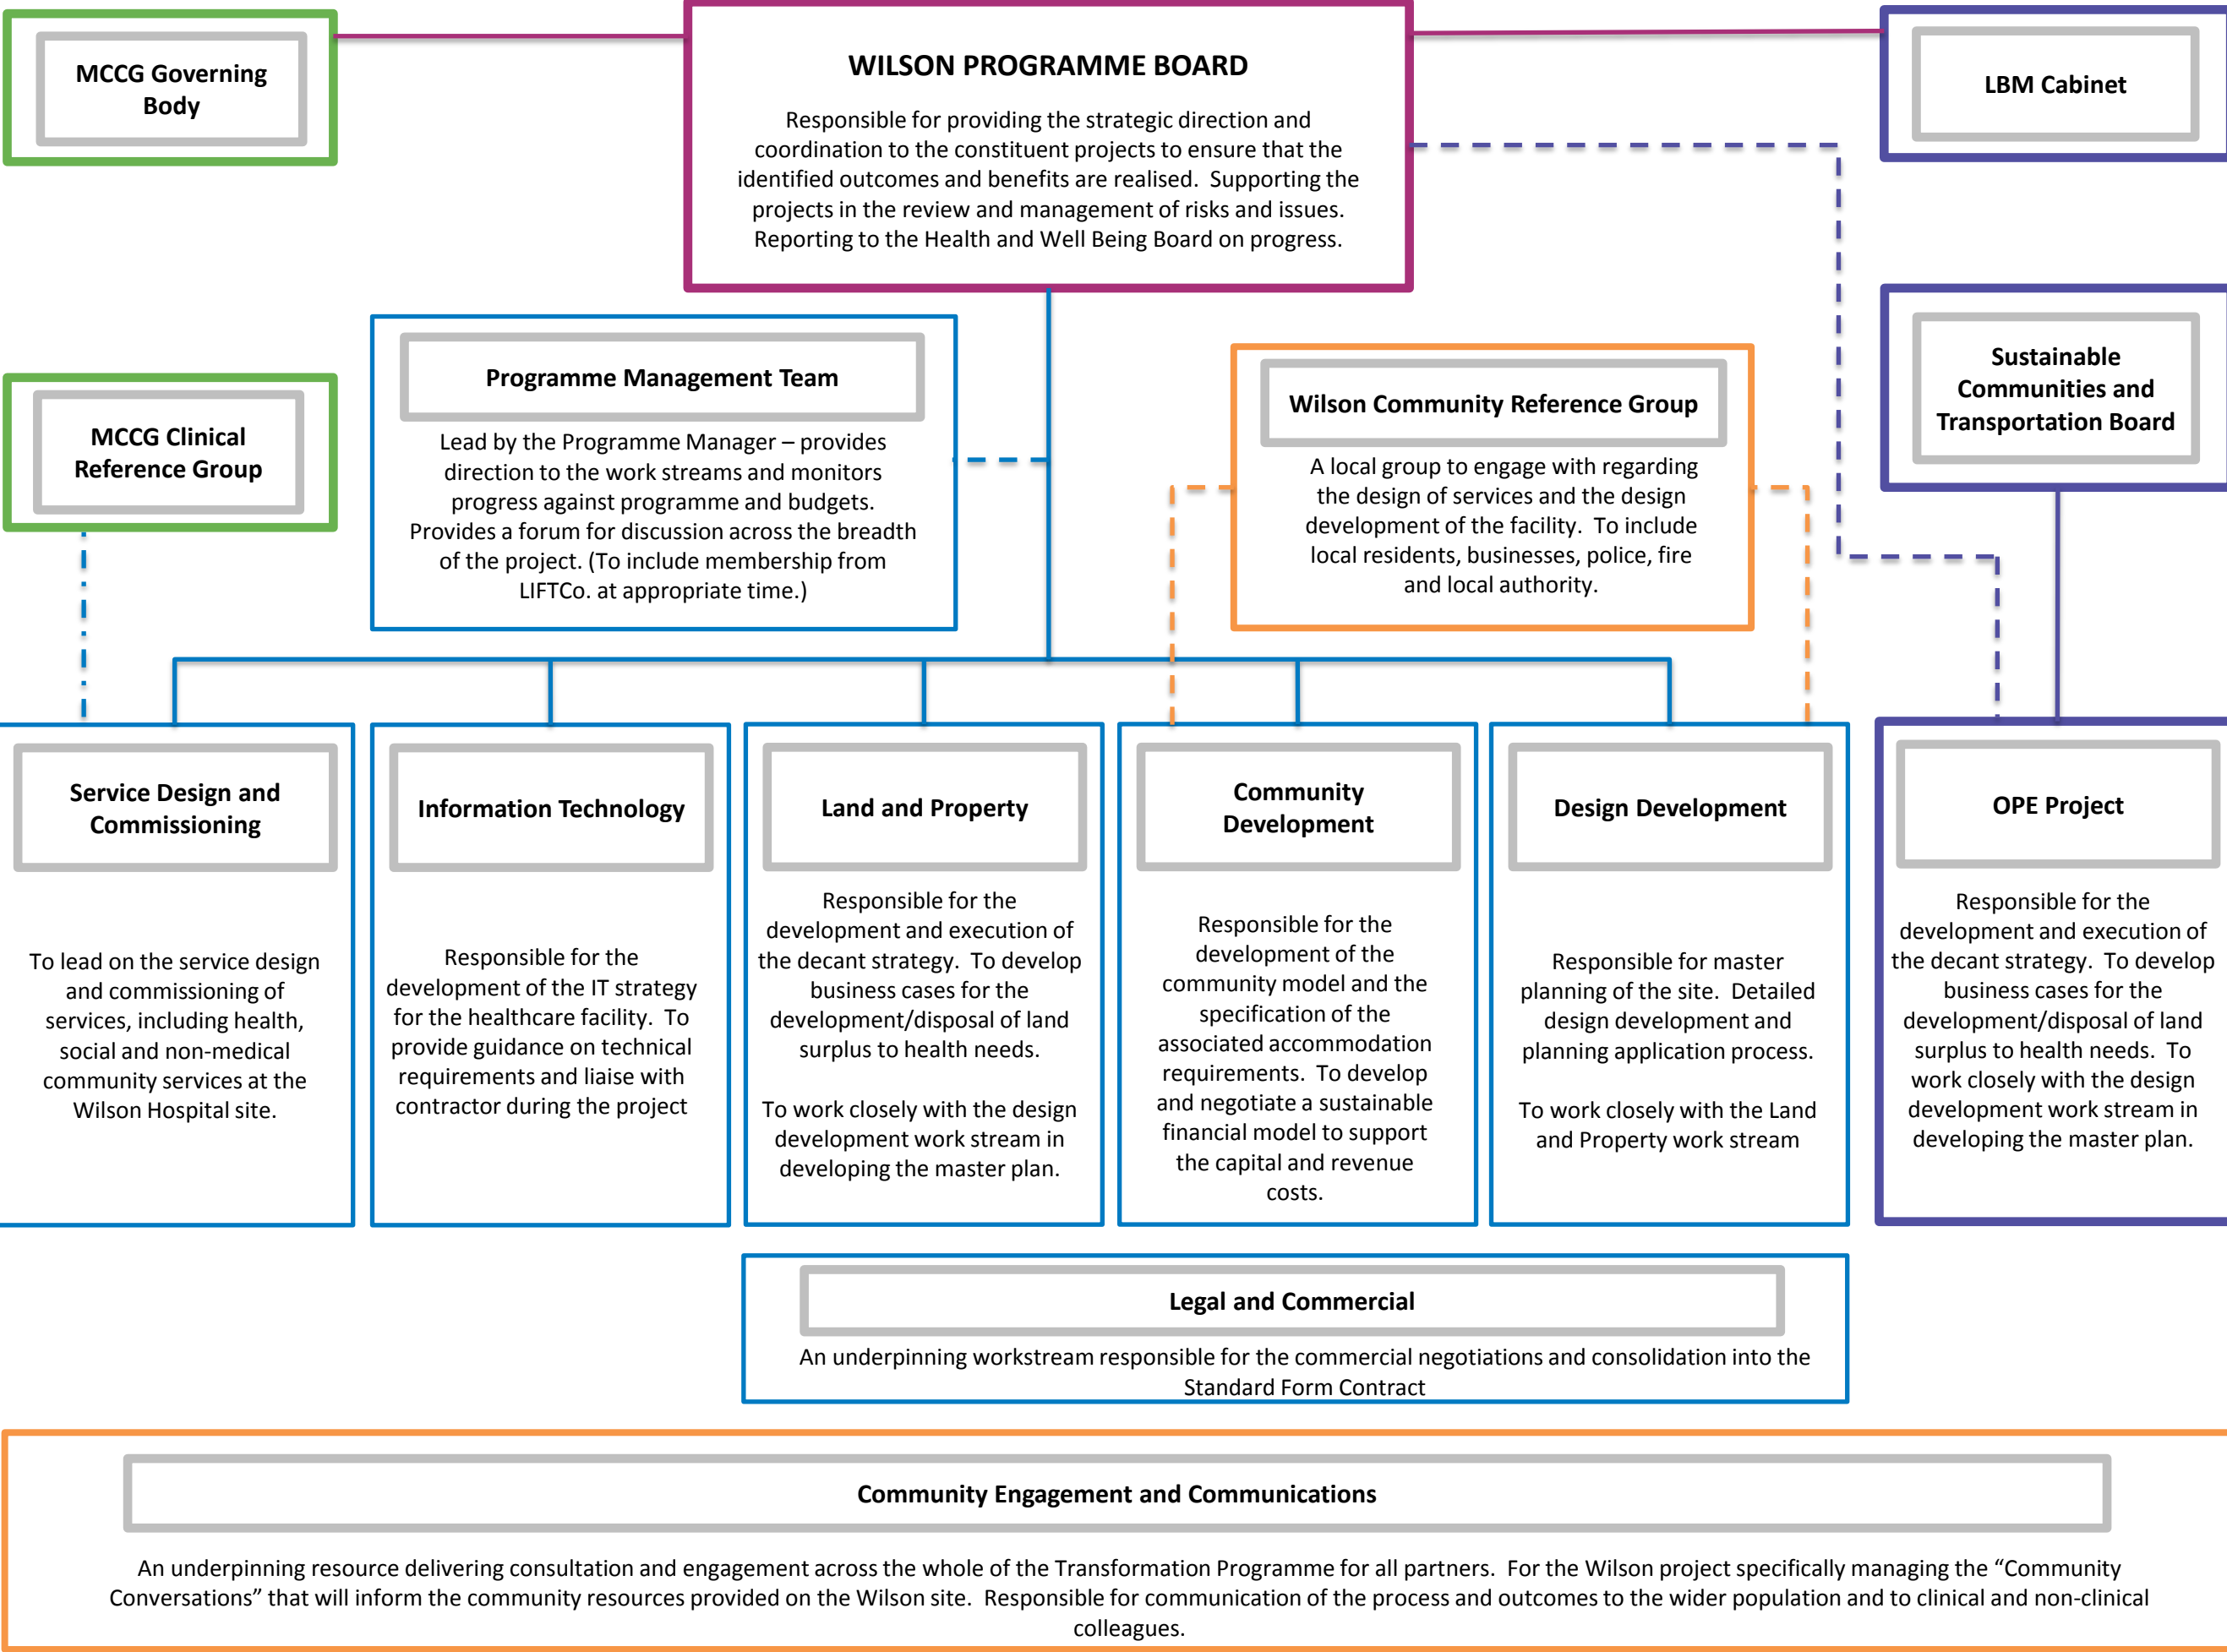 MCCG Governing
Body
WILSON PROGRAMME BOARD
Responsible for providing the strategic direction and
coordination to the constituent projects to ensure that the
identified outcomes and benefits are realised.  Supporting the
projects in the review and management of risks and issues.
Reporting to the Health and Well Being Board on progress.
LBM Cabinet
MCCG Clinical
Reference Group
Programme Management Team
Lead by the Programme Manager – provides
direction to the work streams and monitors
progress against programme and budgets.
Provides a forum for discussion across the breadth
of the project. (To include membership from
LIFTCo. at appropriate time.)
Wilson Community Reference Group
A local group to engage with regarding
the design of services and the design
development of the facility.  To include
local residents, businesses, police, fire
and local authority.
Sustainable
Communities and
Transportation Board
Service Design and
Commissioning
To lead on the service design
and commissioning of
services, including health,
social and non-medical
community services at the
Wilson Hospital site.
Information Technology
Responsible for the
development of the IT strategy
for the healthcare facility.  To
provide guidance on technical
requirements and liaise with
contractor during the project
Land and Property
Responsible for the
development and execution of
the decant strategy.  To develop
business cases for the
development/disposal of land
surplus to health needs.
To work closely with the design
development work stream in
developing the master plan.
Community
Development
Responsible for the
development of the
community model and the
specification of the
associated accommodation
requirements.  To develop
and negotiate a sustainable
financial model to support
the capital and revenue
costs.
Design Development
Responsible for master
planning of the site.  Detailed
design development and
planning application process.
To work closely with the Land
and Property work stream
OPE Project
Responsible for the
development and execution of
the decant strategy.  To develop
business cases for the
development/disposal of land
surplus to health needs.  To
work closely with the design
development work stream in
developing the master plan.
Legal and Commercial
An underpinning workstream responsible for the commercial negotiations and consolidation into the
Standard Form Contract
Community Engagement and Communications
An underpinning resource delivering consultation and engagement across the whole of the Transformation Programme for all partners.  For the Wilson project specifically managing the “Community
Conversations” that will inform the community resources provided on the Wilson site.  Responsible for communication of the process and outcomes to the wider population and to clinical and non-clinical
colleagues.